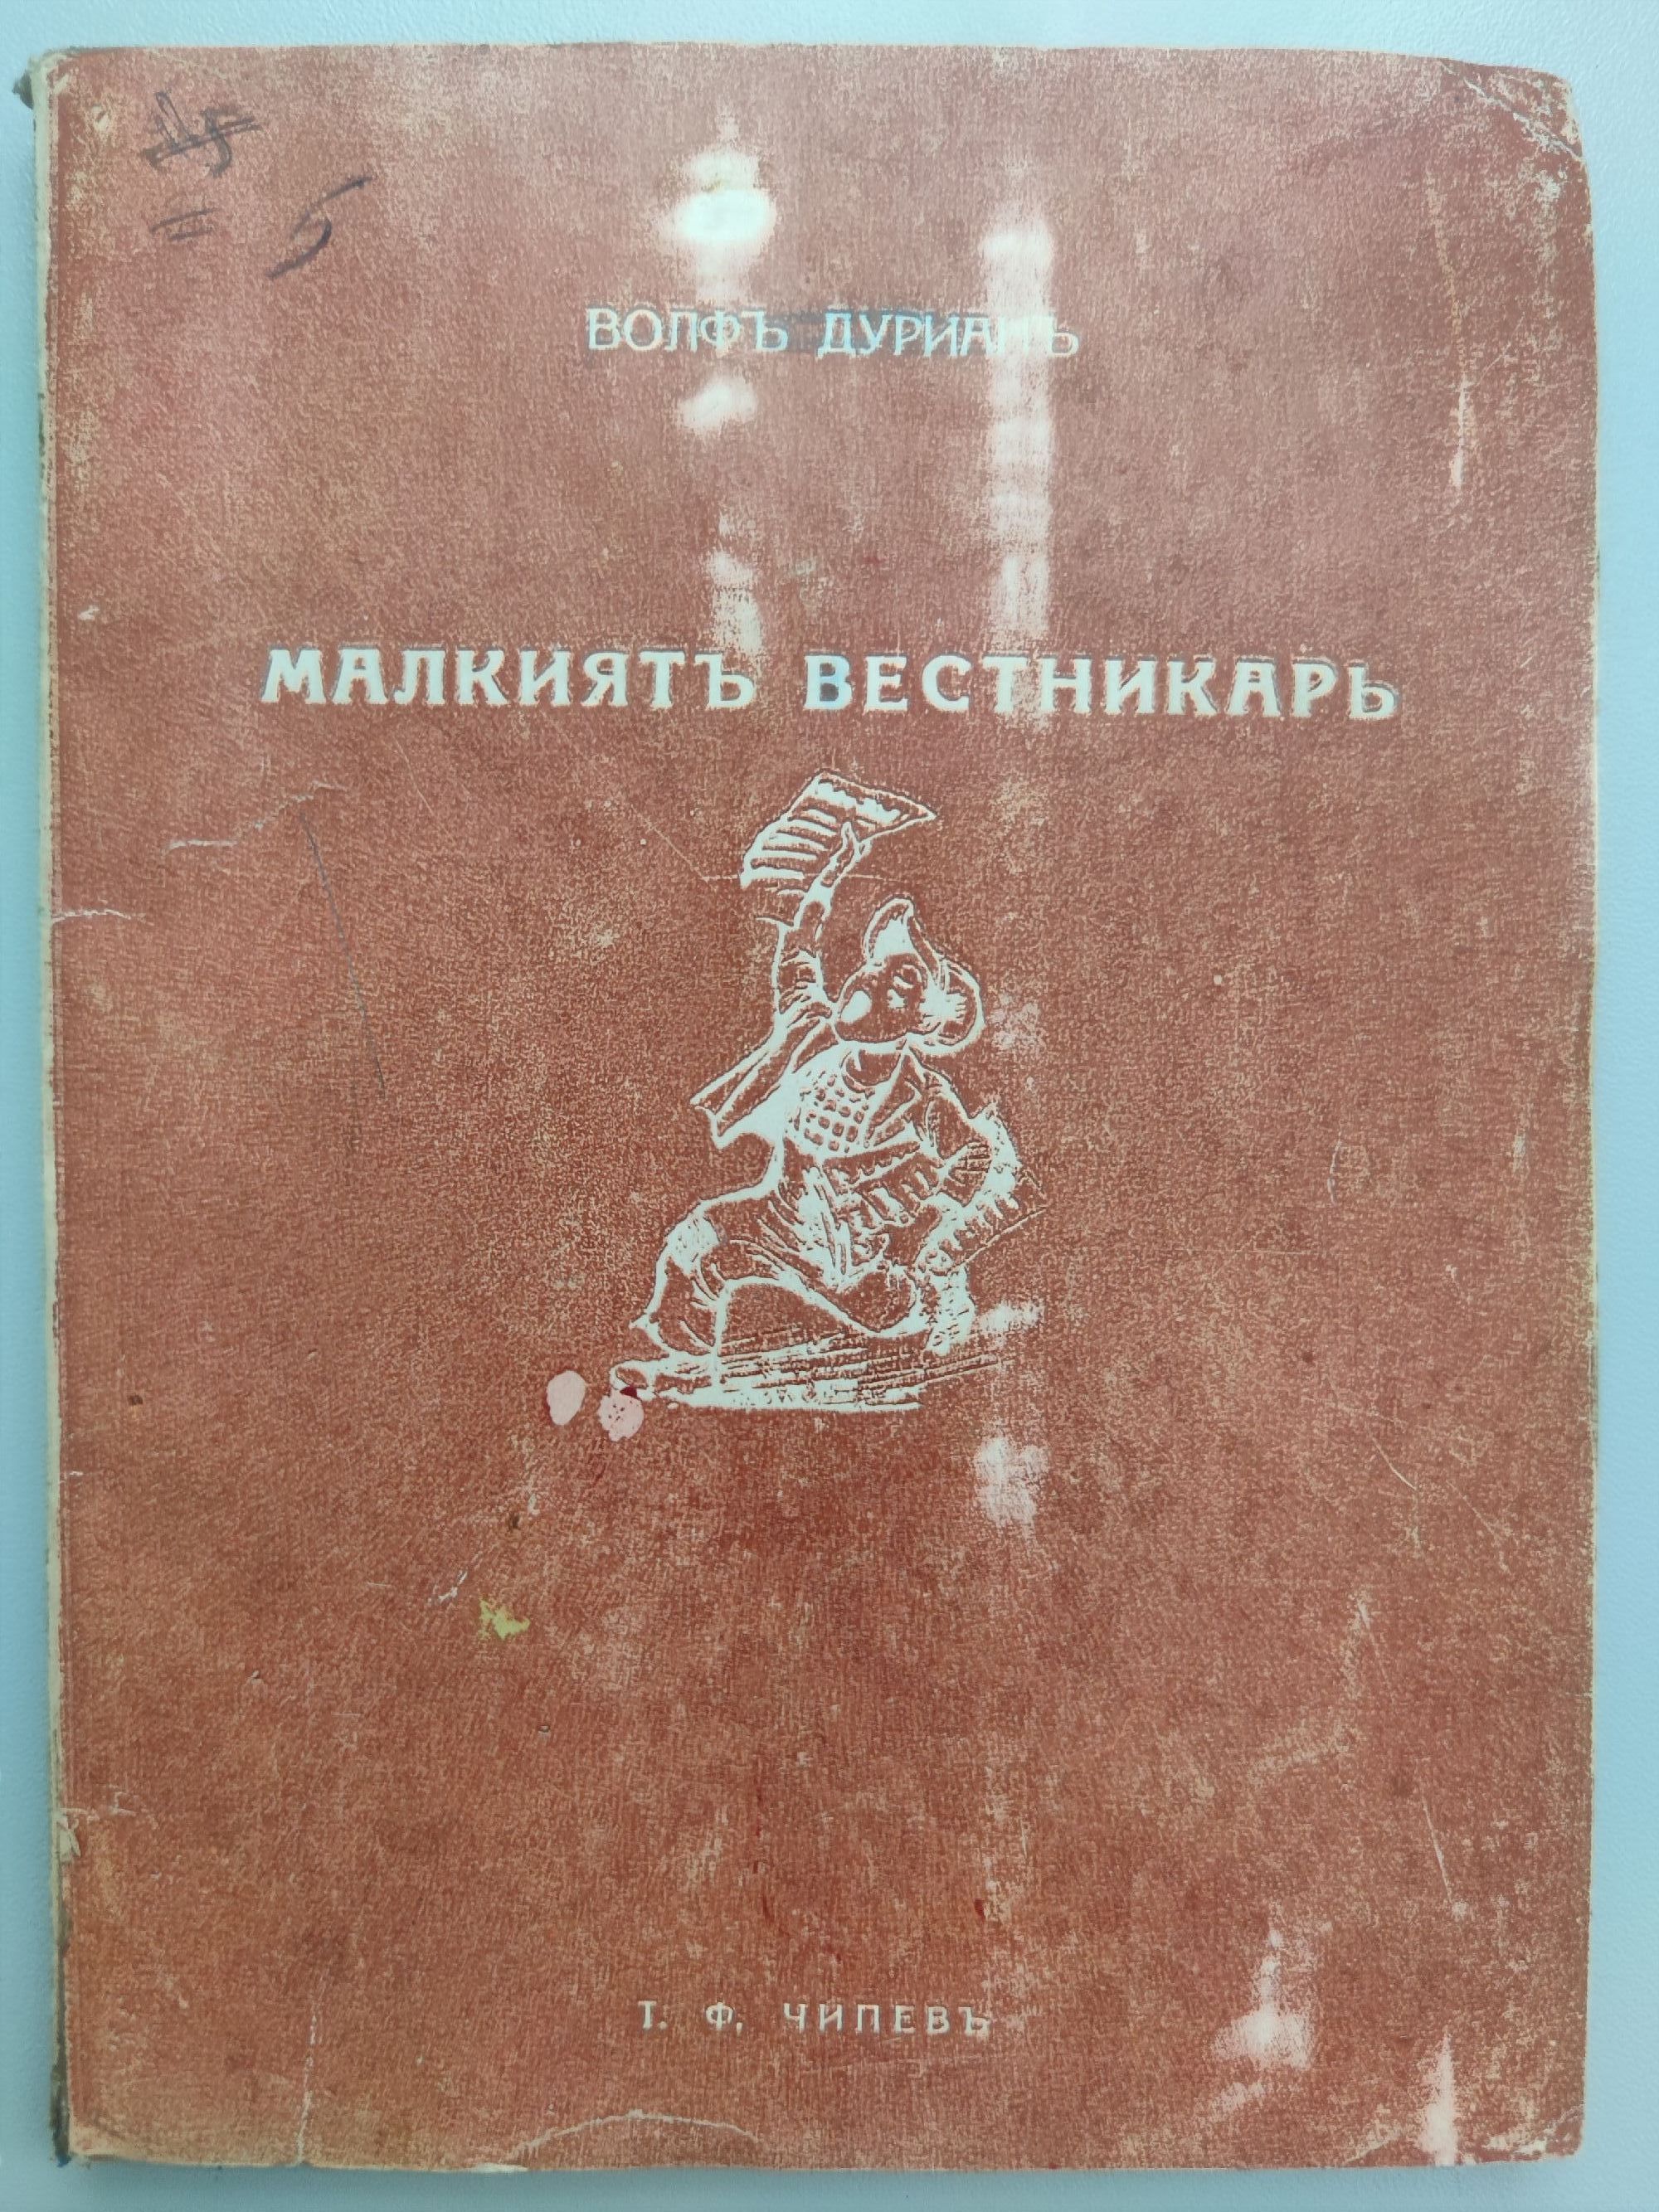 ВОЛФЪ ДУРИАНЪ
МАЛКИЯТЪ ВЕСТНИКАРЬ
Т. Ф. ЧИПЕВЪ